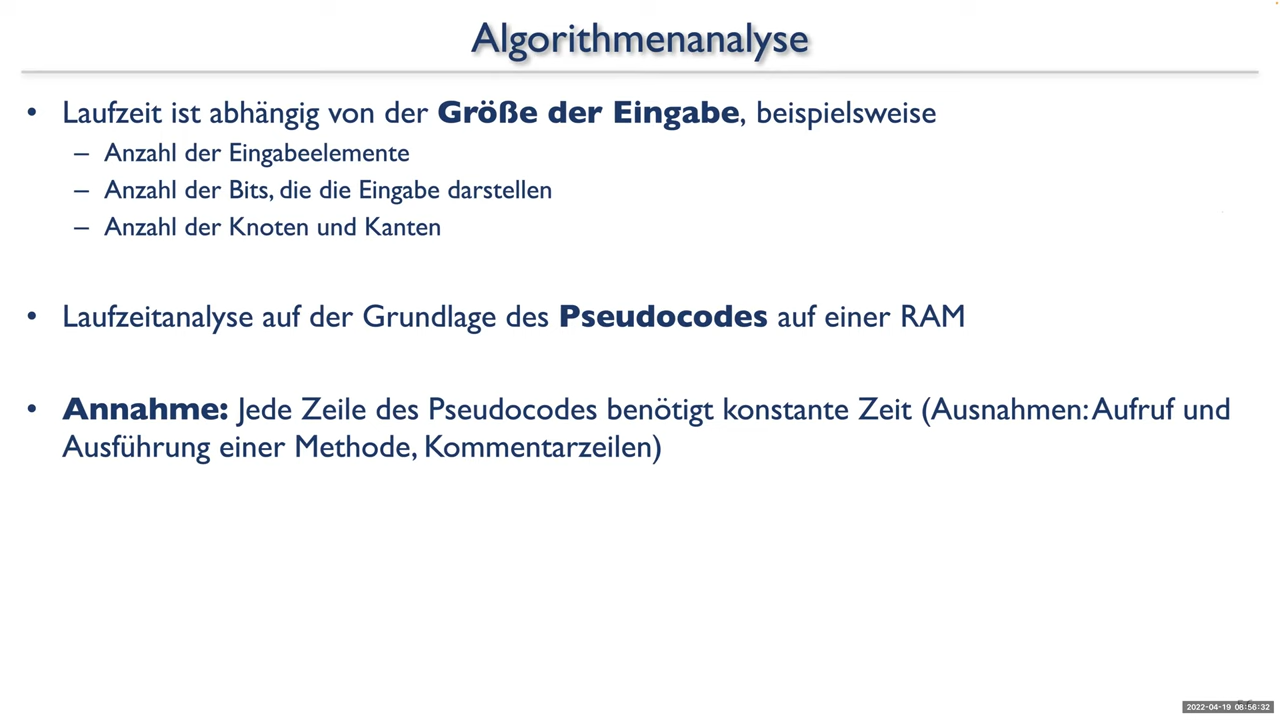 Algorithmenanalyse
• Laufzeit ist abhängig von der Größe der Eingabe, beispielsweise
– Anzahl der Eingabeelemente
– Anzahl der Bits, die die Eingabe darstellen
– Anzahl der Knoten und Kanten
• Laufzeitanalyse auf der Grundlage des Pseudocodes auf einer RAM
• Annahme: Jede Zeile des Pseudocodes benötigt konstante Zeit (Ausnahmen: Aufruf und
Ausführung einer Methode, Kommentarzeilen)
2022-04-19 08:56:32